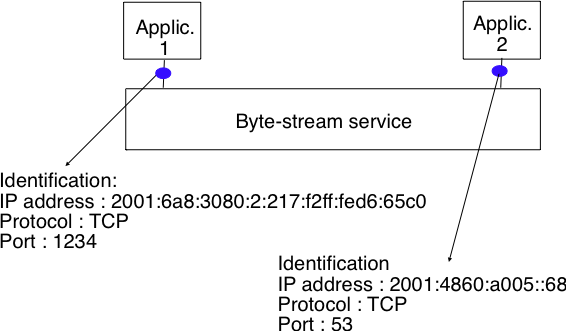 Applic.
1
Applic.
2
Byte-stream service
Identification:
IP address : 2001:6a8:3080:2:217:f2ff:fed6:65c0
Protocol : TCP
Port : 1234
Identification
IP address : 2001:4860:a005::68
Protocol : TCP
Port : 53